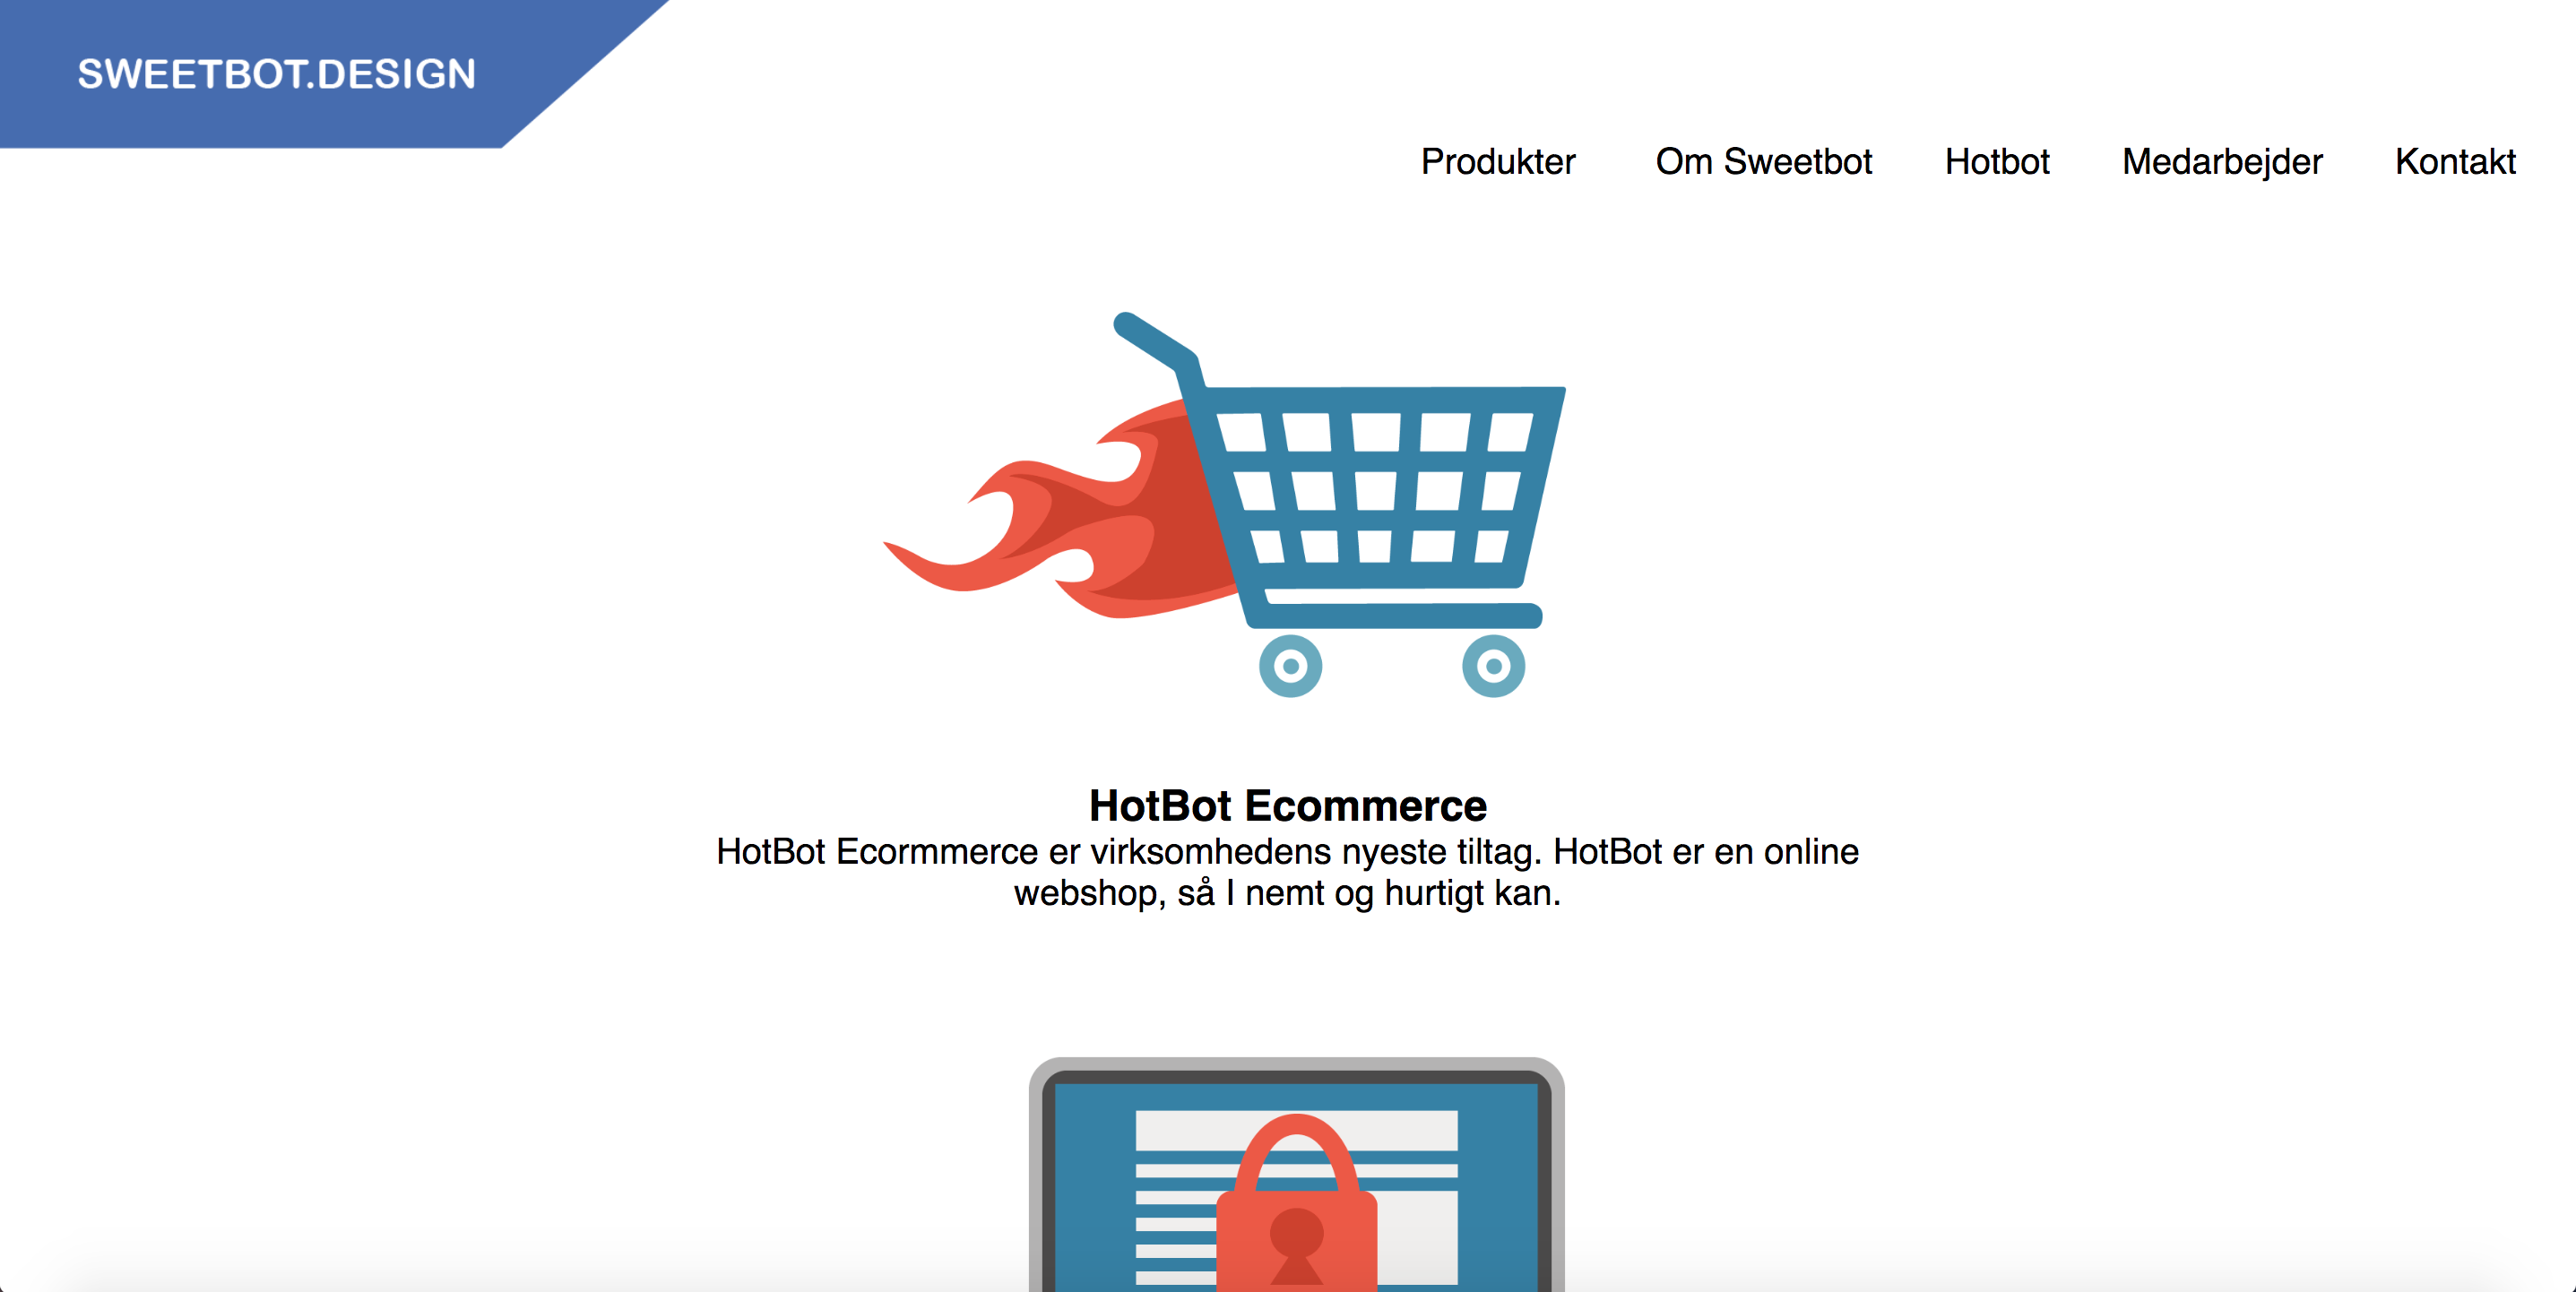 SWEETBOT.DESIGN
Produkter Om Sweetbot Hotbot Medarbejder Kontakt
HotBot Ecommerce
HotBot Ecormmerce er virksomhedens nyeste tiltag. HotBot er en online
webshop, så I nemt og hurtigt kan.